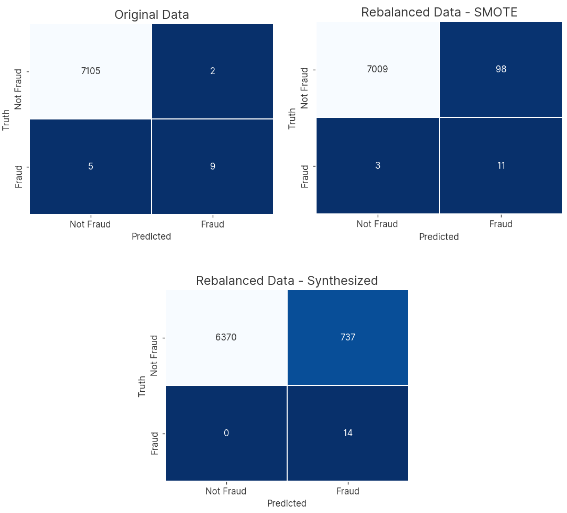 Original Data
Truth
Not Fraud
7105
2
Fraud
5
9
Not Fraud
Fraud
Predicted
Rebalanced Data - SMOTE
Truth
Not Fraud
7009
98
Fraud
3
11
Not Fraud
Fraud
Predicted
Rebalanced Data - Synthesized
Truth
Not Fraud
6370
737
Fraud
0
14
Not Fraud
Fraud
Predicted